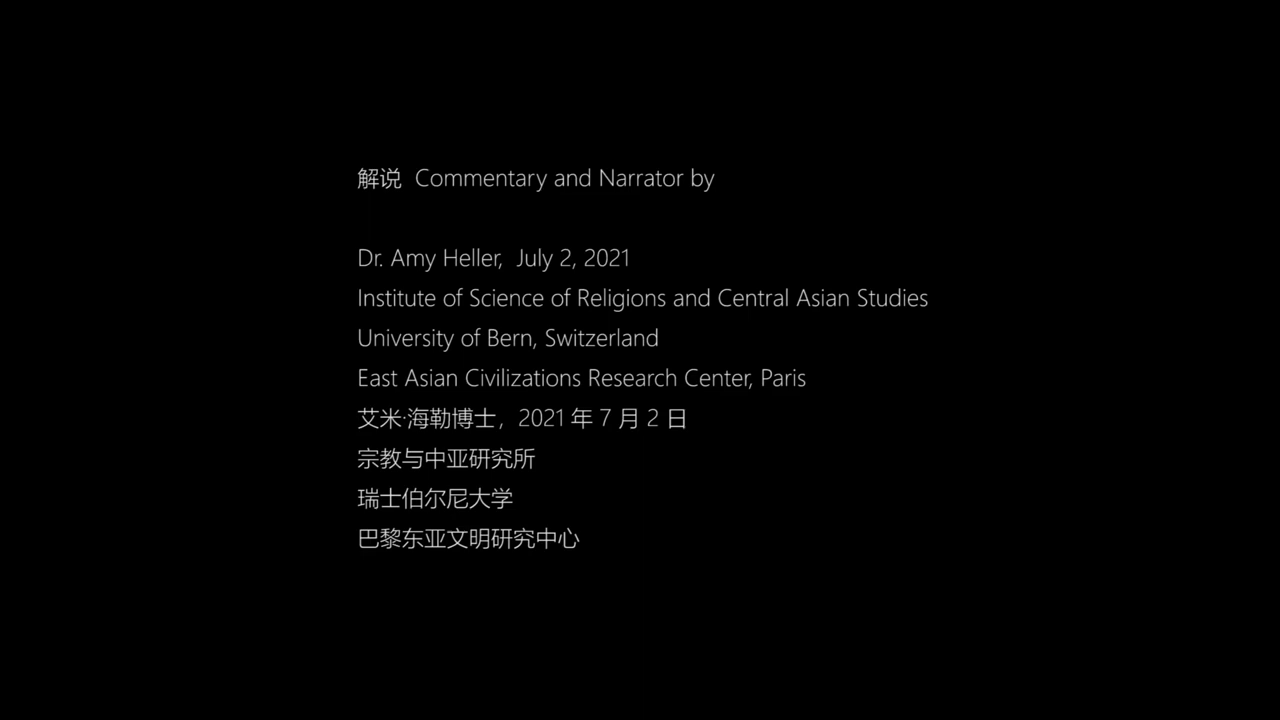 解说 Commentary and Narrator by
Dr. Amy Heller, July 2, 2021
Institute of Science of Religions and Central Asian Studies
University of Bern, Switzerland
East Asian Civilizations Research Center, Paris
艾米·海勒博士，2021 年 7 月 2 日
宗教与中亚研究所
瑞士伯尔尼大学
巴黎东亚文明研究中心